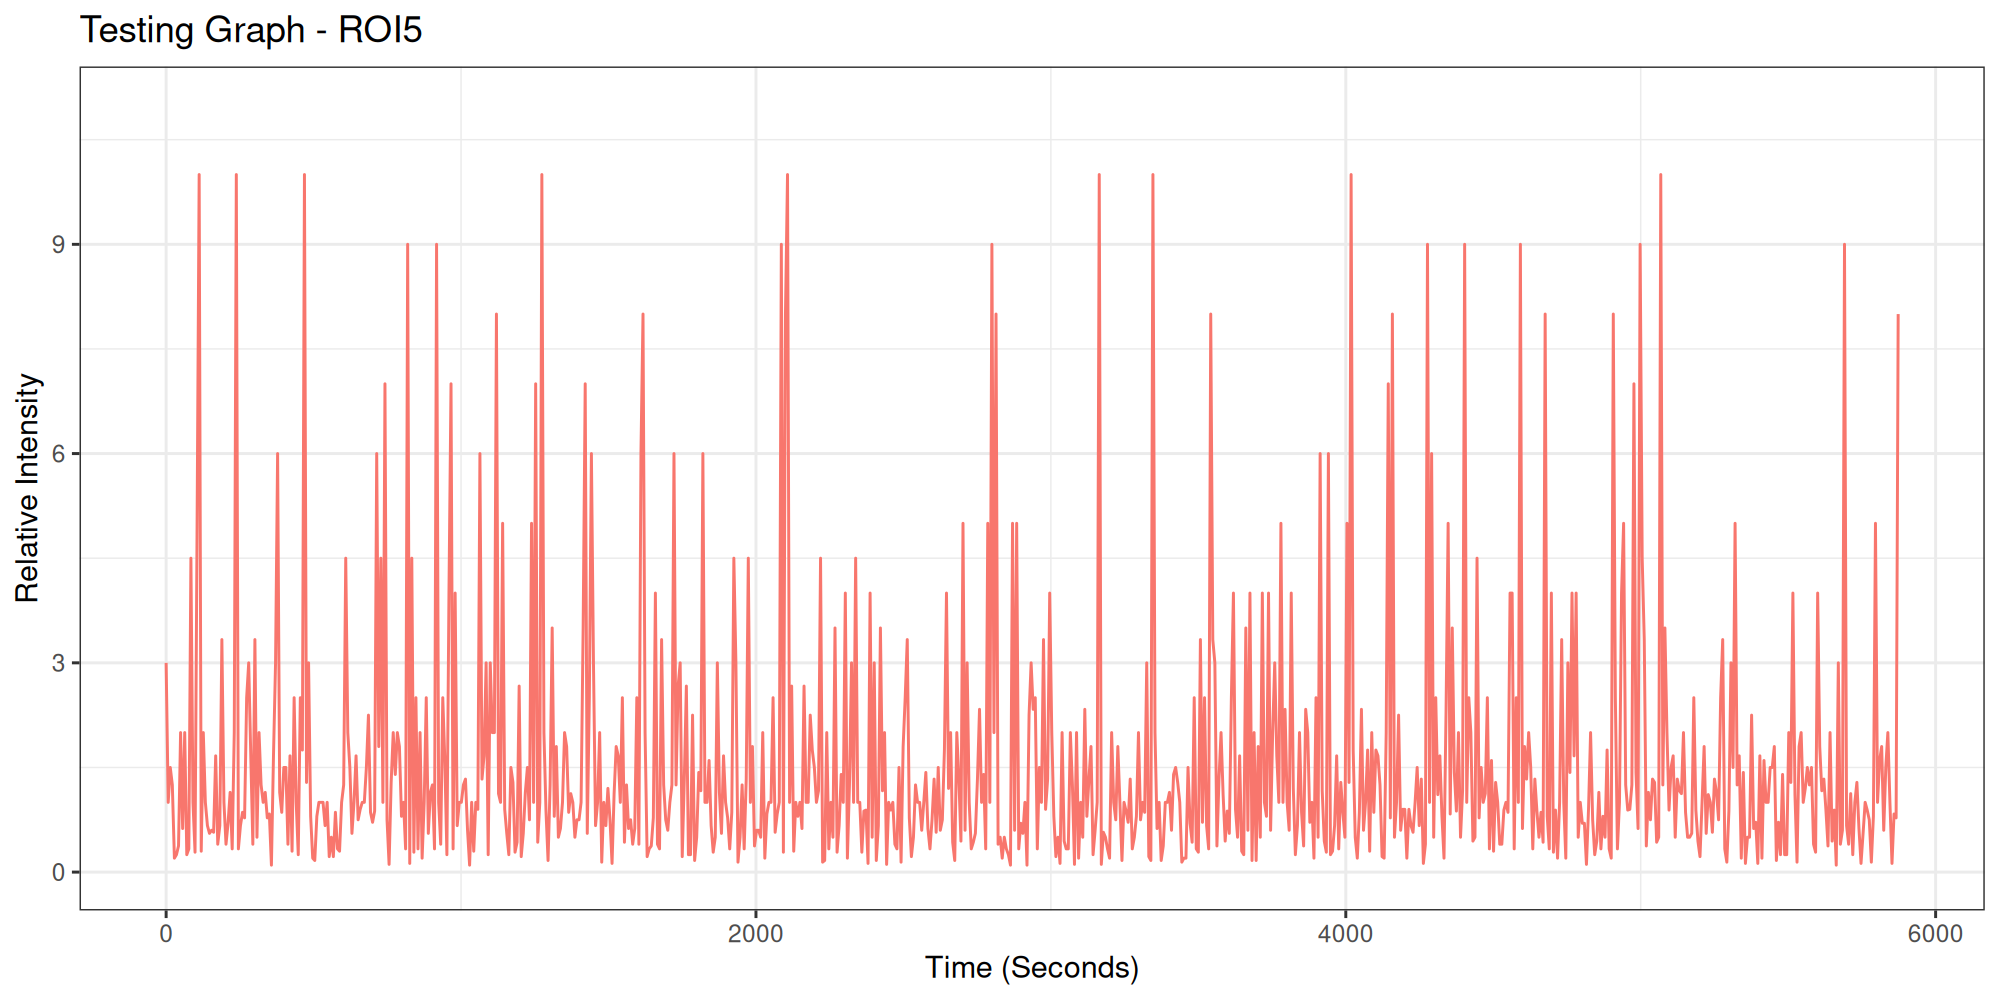 Testing Graph - ROI5
Relative Intensity
9
6
3
0
0 2000 4000 6000
Time (Seconds)